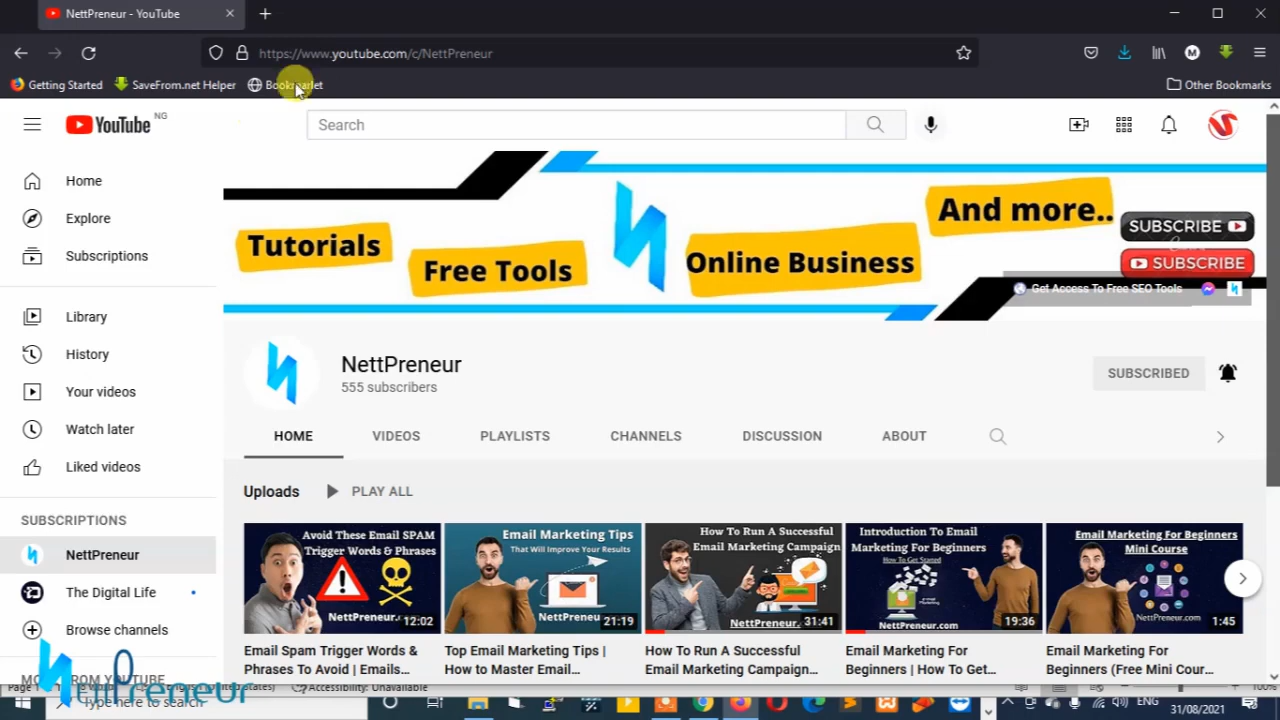 NettPreneur - YouTube
https://www.youtube.com/c/NettPreneur
Getting Started
SaveFrom.net Helper
Bookmarlet
Other Bookmarks
YouTube NG
Search
Home
Explore
Subscriptions
Library
History
Your videos
Watch later
Liked videos
SUBSCRIPTIONS
NettPreneur
The Digital Life
Browse channels
Tutorials
Free Tools
Online Business
And more..
SUBSCRIBE
SUBSCRIBE
Get Access To Free SEO Tools
NettPreneur
555 subscribers
SUBSCRIBED
HOME VIDEOS PLAYLISTS CHANNELS DISCUSSION ABOUT
Uploads
PLAY ALL
Avoid These Email SPAM
Trigger Words & Phrases
12:02
Email Spam Trigger Words &
Phrases To Avoid | Emails...
Email Marketing Tips
That Will Improve Your Results
21:19
Top Email Marketing Tips |
How to Master Email...
How To Run A Successful
Email Marketing Campaign
NettPreneur.com
31:41
How To Run A Successful
Email Marketing Campaign...
Introduction To Email
Marketing For Beginners
How To Get Started
NettPreneur.com
19:36
Email Marketing For
Beginners | How To Get...
Email Marketing For Beginners
Mini Course
NettPreneur.com
1:45
Email Marketing For
Beginners (Free Mini Cour...
Accessibility: Unavailable
100%
Type here to search
ENG
31/08/2021